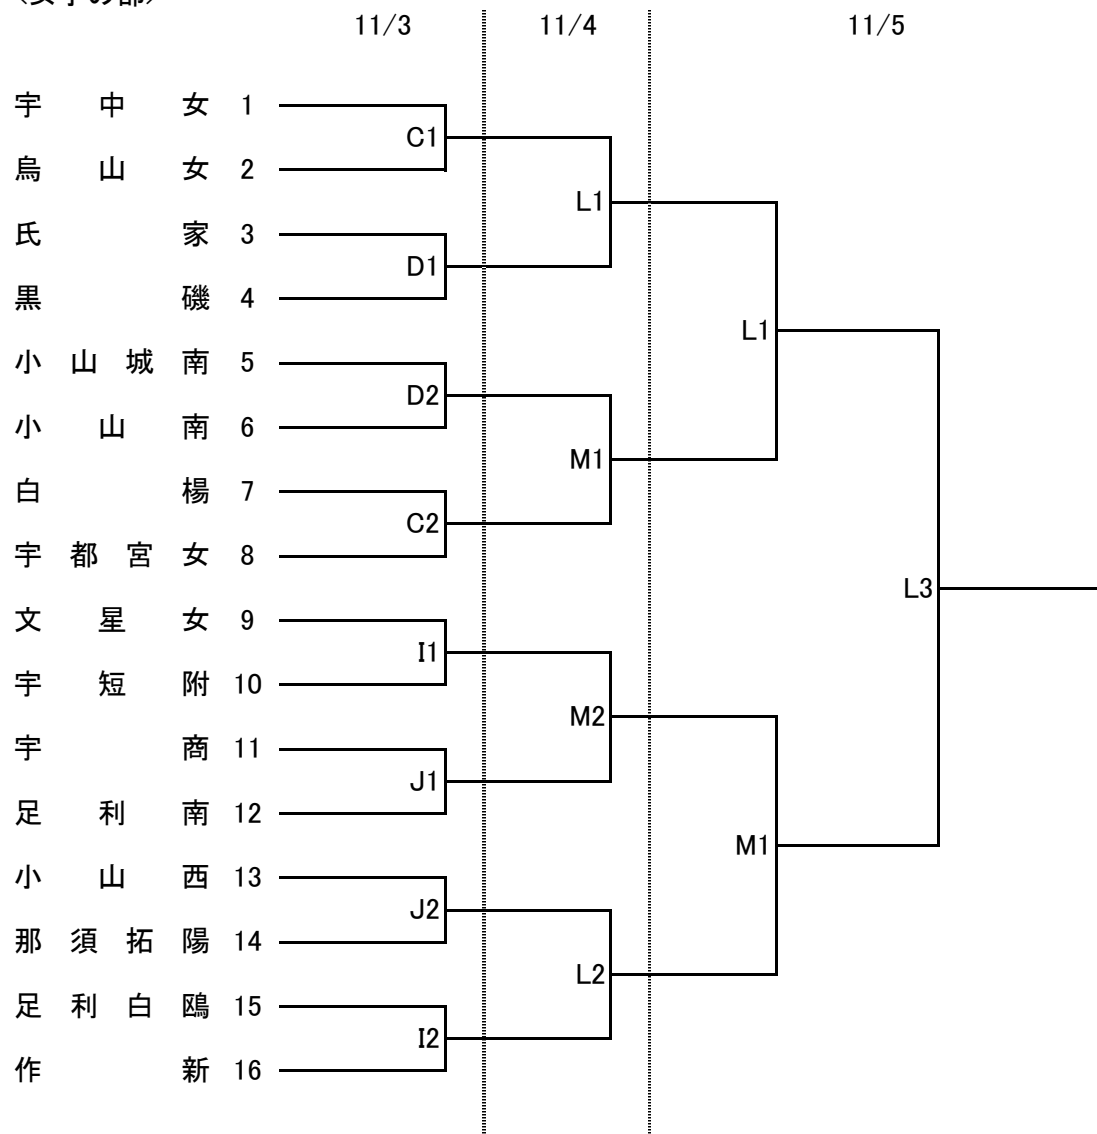 11/3 11/4 11/5
宇中女 1
C1
烏山女 2
L1
氏家 3
D1
黒磯 4
L1
小山城南 5
D2
小山南 6
M1
白楊 7
C2
宇都宮女 8
L3
文星女 9
I1
宇短附 10
M2
宇商 11
J1
足利南 12
M1
小山西 13
J2
那須拓陽 14
L2
足利白鴎 15
I2
作新 16